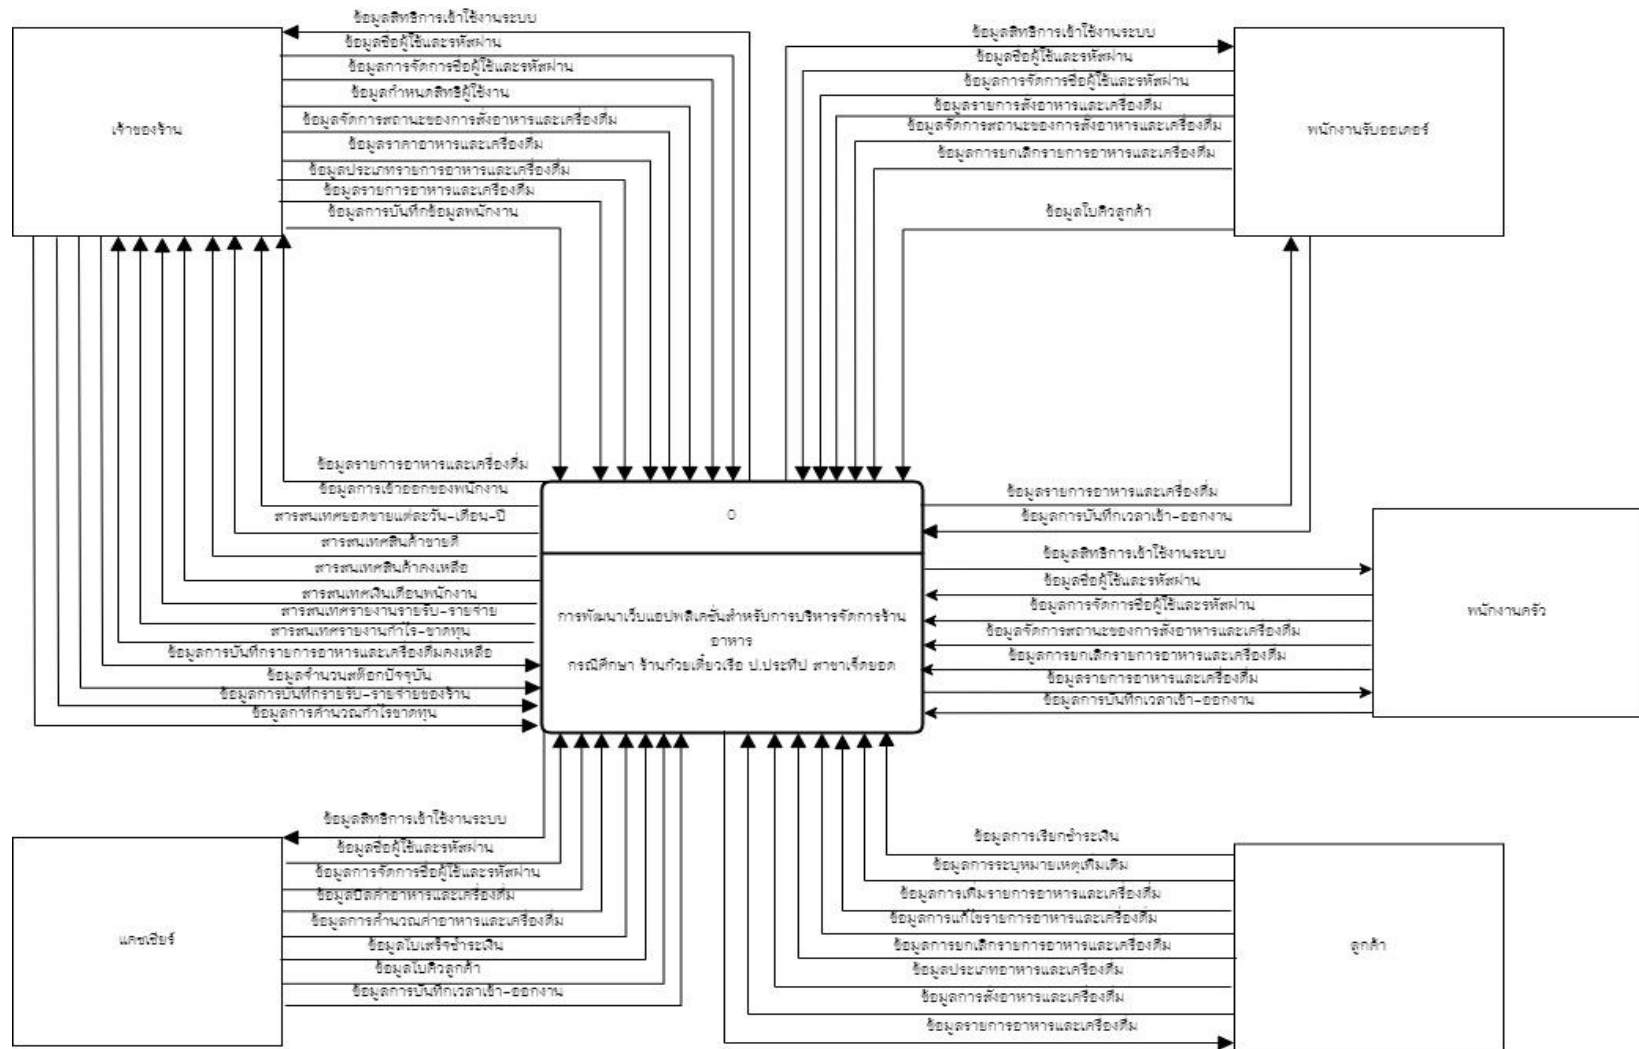 ข้อมูลสิทธิการเข้าใช้งานระบบ
ข้อมูลชื่อผู้ใช้และรหัสผ่าน
ข้อมูลการจัดการชื่อผู้ใช้และรหัสผ่าน
ข้อมูลกำหนดสิทธิผู้ใช้งาน
ข้อมูลจัดการสถานะของการสั่งอาหารและเครื่องดื่ม
ข้อมูลราคาอาหารและเครื่องดื่ม
ข้อมูลประเภทรายการอาหารและเครื่องดื่ม
ข้อมูลรายการอาหารและเครื่องดื่ม
ข้อมูลการบันทึกข้อมูลพนักงาน
เจ้าของร้าน
ข้อมูลสิทธิการเข้าใช้งานระบบ
ข้อมูลชื่อผู้ใช้และรหัสผ่าน
ข้อมูลการจัดการชื่อผู้ใช้และรหัสผ่าน
ข้อมูลรายการสั่งอาหารและเครื่องดื่ม
ข้อมูลจัดการสถานะของการสั่งอาหารและเครื่องดื่ม
ข้อมูลการยกเลิกรายการอาหารและเครื่องดื่ม
ข้อมูลใบคิวลูกค้า
พนักงานรับออเดอร์
ข้อมูลรายการอาหารและเครื่องดื่ม
ข้อมูลการเข้าออกของพนักงาน
สารสนเทศยอดขายแต่ละวัน-เดือน-ปี
สารสนเทศสินค้าขายดี
สารสนเทศสินค้าคงเหลือ
สารสนเทศเงินเดือนพนักงาน
สารสนเทศรายงานรายรับ-รายจ่าย
สารสนเทศรายงานกำไร-ขาดทุน
ข้อมูลการบันทึกรายการอาหารและเครื่องดื่มคงเหลือ
ข้อมูลจำนวนสต็อกปัจจุบัน
ข้อมูลการบันทึกรายรับ-รายจ่ายของร้าน
ข้อมูลการคำนวณกำไรขาดทุน
0
การพัฒนาเว็บแอปพลิเคชั่นสำหรับการบริหารจัดการร้าน
อาหาร
กรณีศึกษา ร้านก๋วยเตี๋ยวเรือ ป.ประทีป สาขาเจ็ดยอด
ข้อมูลรายการอาหารและเครื่องดื่ม
ข้อมูลการบันทึกเวลาเข้า-ออกงาน
ข้อมูลสิทธิการเข้าใช้งานระบบ
ข้อมูลชื่อผู้ใช้และรหัสผ่าน
ข้อมูลการจัดการชื่อผู้ใช้และรหัสผ่าน
ข้อมูลจัดการสถานะของการสั่งอาหารและเครื่องดื่ม
ข้อมูลการยกเลิกรายการอาหารและเครื่องดื่ม
ข้อมูลรายการอาหารและเครื่องดื่ม
ข้อมูลการบันทึกเวลาเข้า-ออกงาน
พนักงานครัว
ข้อมูลสิทธิการเข้าใช้งานระบบ
ข้อมูลชื่อผู้ใช้และรหัสผ่าน
ข้อมูลการจัดการชื่อผู้ใช้และรหัสผ่าน
ข้อมูลบิลค่าอาหารและเครื่องดื่ม
ข้อมูลการคำนวณค่าอาหารและเครื่องดื่ม
ข้อมูลใบเสร็จชำระเงิน
ข้อมูลใบคิวลูกค้า
ข้อมูลการบันทึกเวลาเข้า-ออกงาน
แคชเชียร์
ข้อมูลการเรียกชำระเงิน
ข้อมูลการระบุหมายเหตุเพิ่มเติม
ข้อมูลการเพิ่มรายการอาหารและเครื่องดื่ม
ข้อมูลการแก้ไขรายการอาหารและเครื่องดื่ม
ข้อมูลการยกเลิกรายการอาหารและเครื่องดื่ม
ข้อมูลประเภทอาหารและเครื่องดื่ม
ข้อมูลการสั่งอาหารและเครื่องดื่ม
ข้อมูลรายการอาหารและเครื่องดื่ม
ลูกค้า